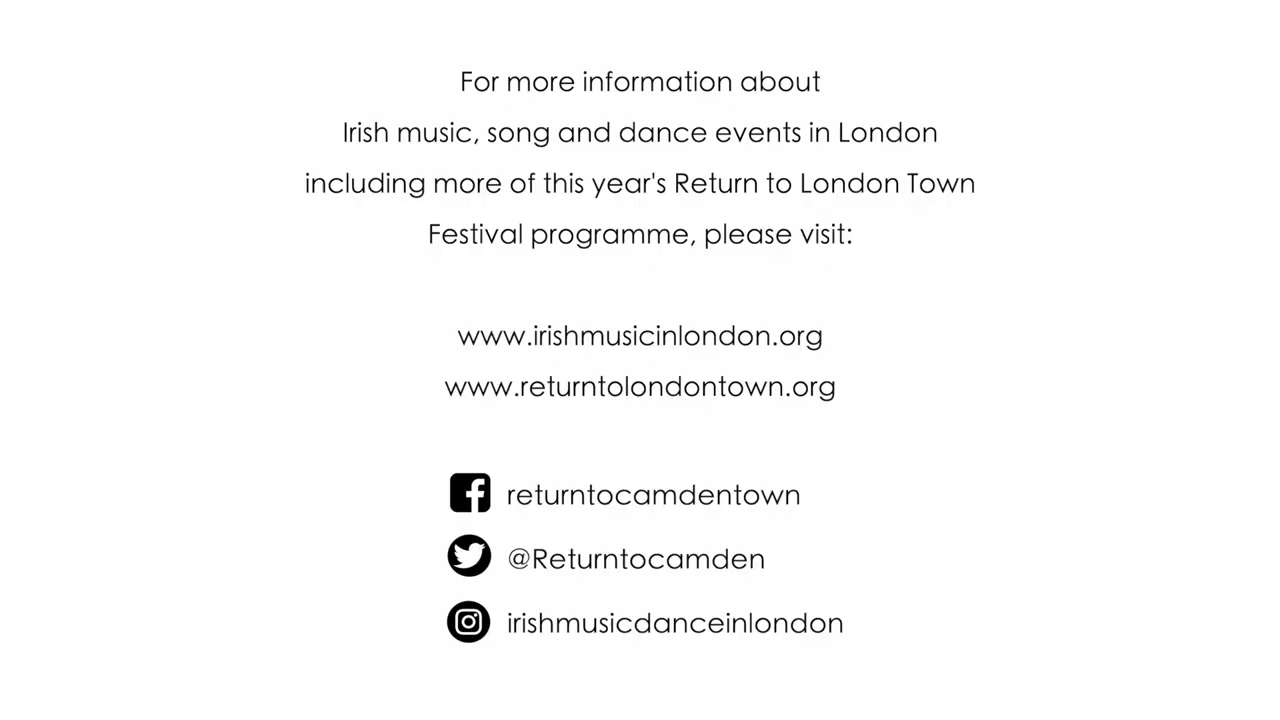 For more information about
Irish music, song and dance events in London
including more of this year's Return to London Town
Festival programme, please visit:
www.irishmusicinlondon.org
www.returntolondontown.org
returntocamdentown
@Returntocamden
irishmusicdanceinlondon